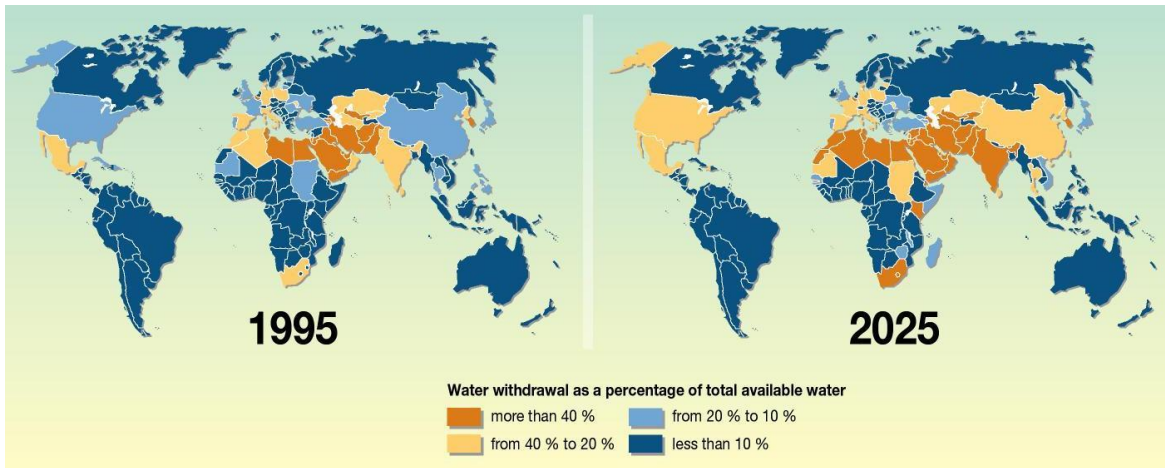 1995
2025
Water withdrawal as a percentage of total available water
more than 40 %
from 20 % to 10 %
from 40 % to 20 %
less than 10 %